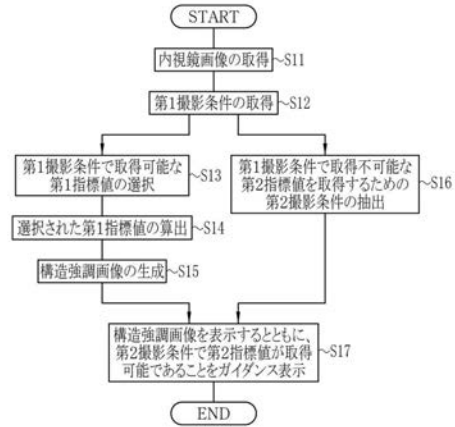 START
内視鏡画像の取得 ~S11
第1撮影条件の取得 ~S12
第1撮影条件で取得可能な
第1指標値の選択
~S13
選択された第1指標値の算出 ~S14
構造強調画像の生成 ~S15
第1撮影条件で取得不可能な
第2指標値を取得するための
第2撮影条件の抽出
~S16
構造強調画像を表示するとともに、
第2撮影条件で第2指標値が取得
可能であることをガイダンス表示
~S17
END